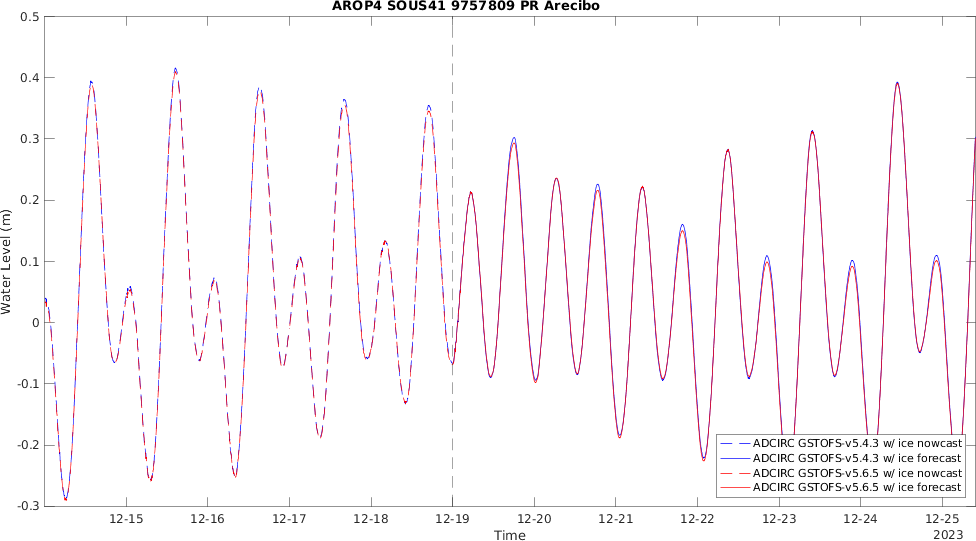 AROP4 SOUS41 9757809 PR Arecibo
0.5
0.4
0.3
0.2
0.1
0
-0.1
-0.2
-0.3
Water Level (m)
ADCIRC GSTOFS-v5.4.3 w/ ice nowcast
ADCIRC GSTOFS-v5.4.3 w/ ice forecast
ADCIRC GSTOFS-v5.6.5 w/ ice nowcast
ADCIRC GSTOFS-v5.6.5 w/ ice forecast
12-15 12-16 12-17 12-18 12-19 12-20 12-21 12-22 12-23 12-24 12-25
Time
2023